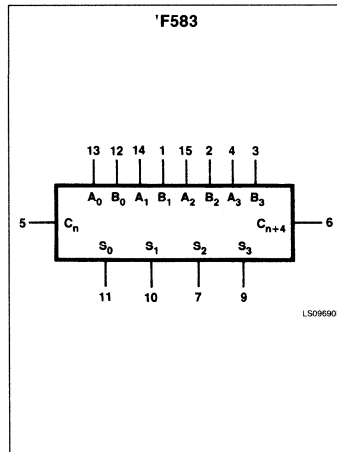 'F583
13 12 14 1 15 2 4 3
A₀ B₀ A₁ B₁ A₂ B₂ A₃ B₃
5 Cₙ Cₙ₊₄ 6
S₀ S₁ S₂ S₃
11 10 7 9
LS09690